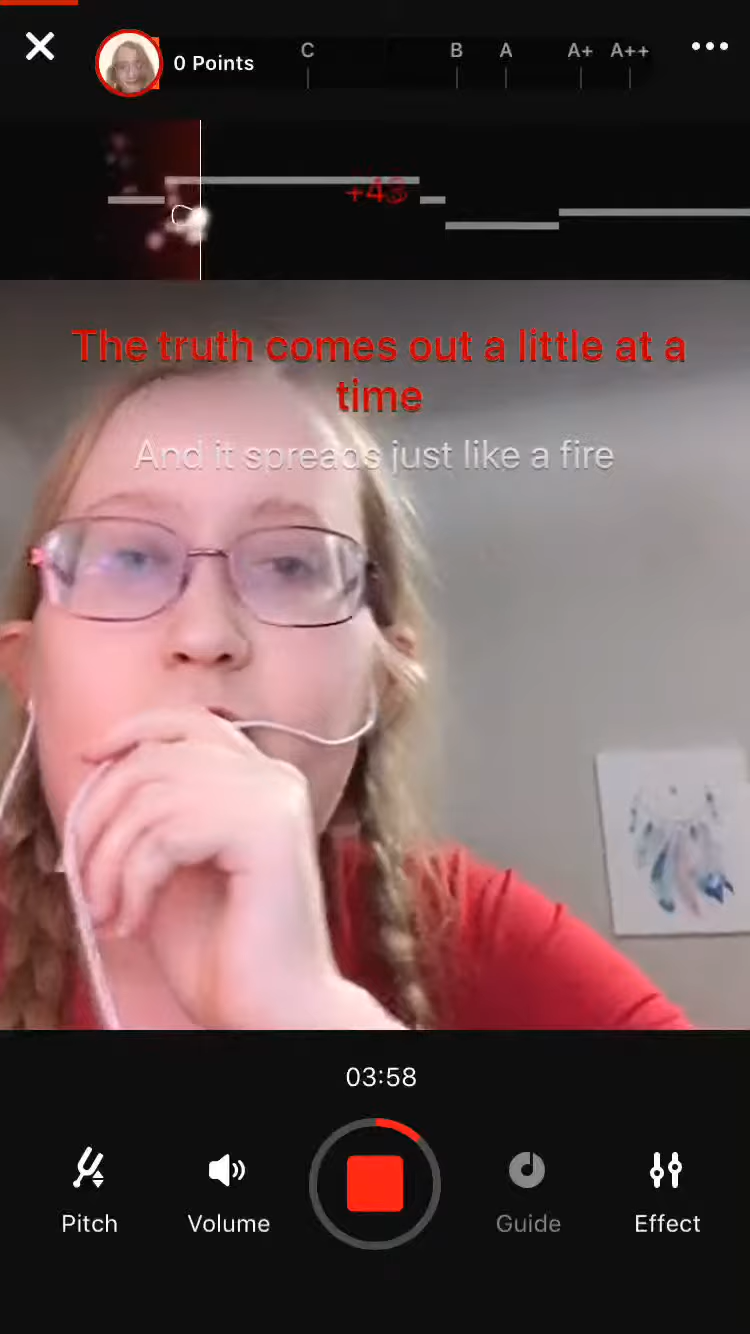 C B A A+ A++
0 Points
+43
The truth comes out a little at a
time
And it spreads just like a fire
03:58
Pitch Volume Guide Effect